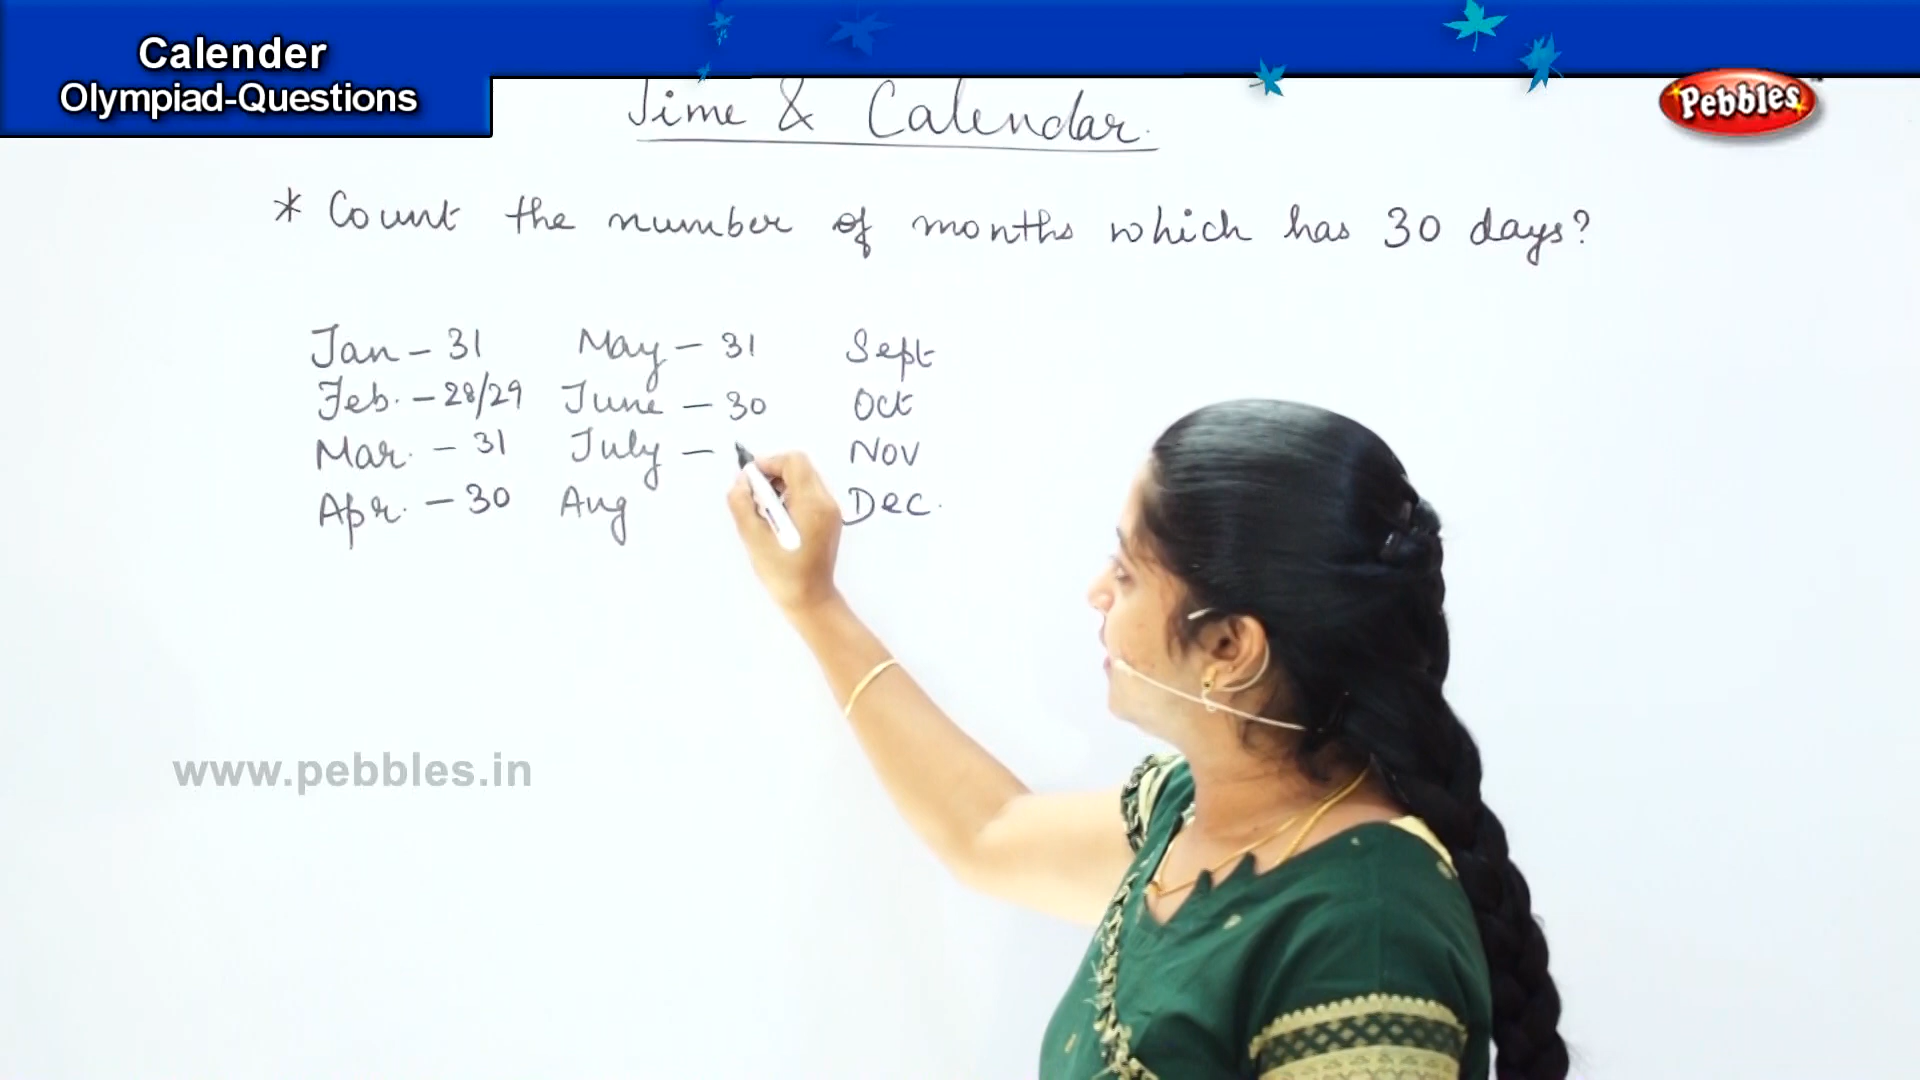 Calender
Olympiad-Questions
Pebbles
Time & Calendar.
* Count the number of months which has 30 days?
Jan - 31 May - 31 Sept
Feb. - 28/29 June - 30 Oct
Mar. - 31 July - Nov
Apr. - 30 Aug Dec.
www.pebbles.in